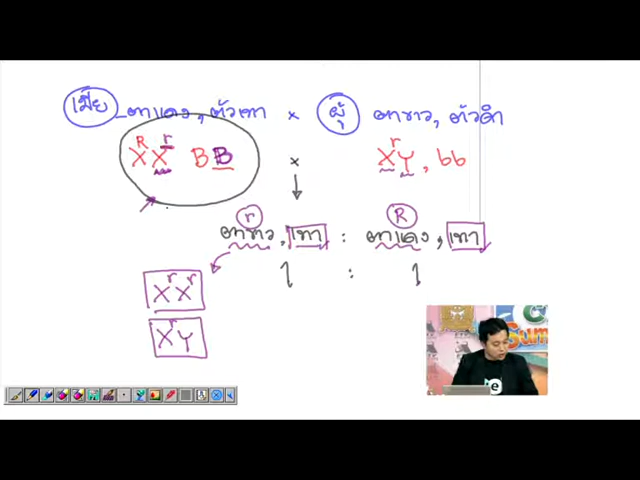 เมีย ตาแดง, ตัวเทา × ผู้ ตาขาว, ตัวดำ
X^R X^r B B × X^r Y, bb
r R
ตาขาว, เทา : ตาแดง, เทา
1 : 1
X^r X^r
X^r Y
e